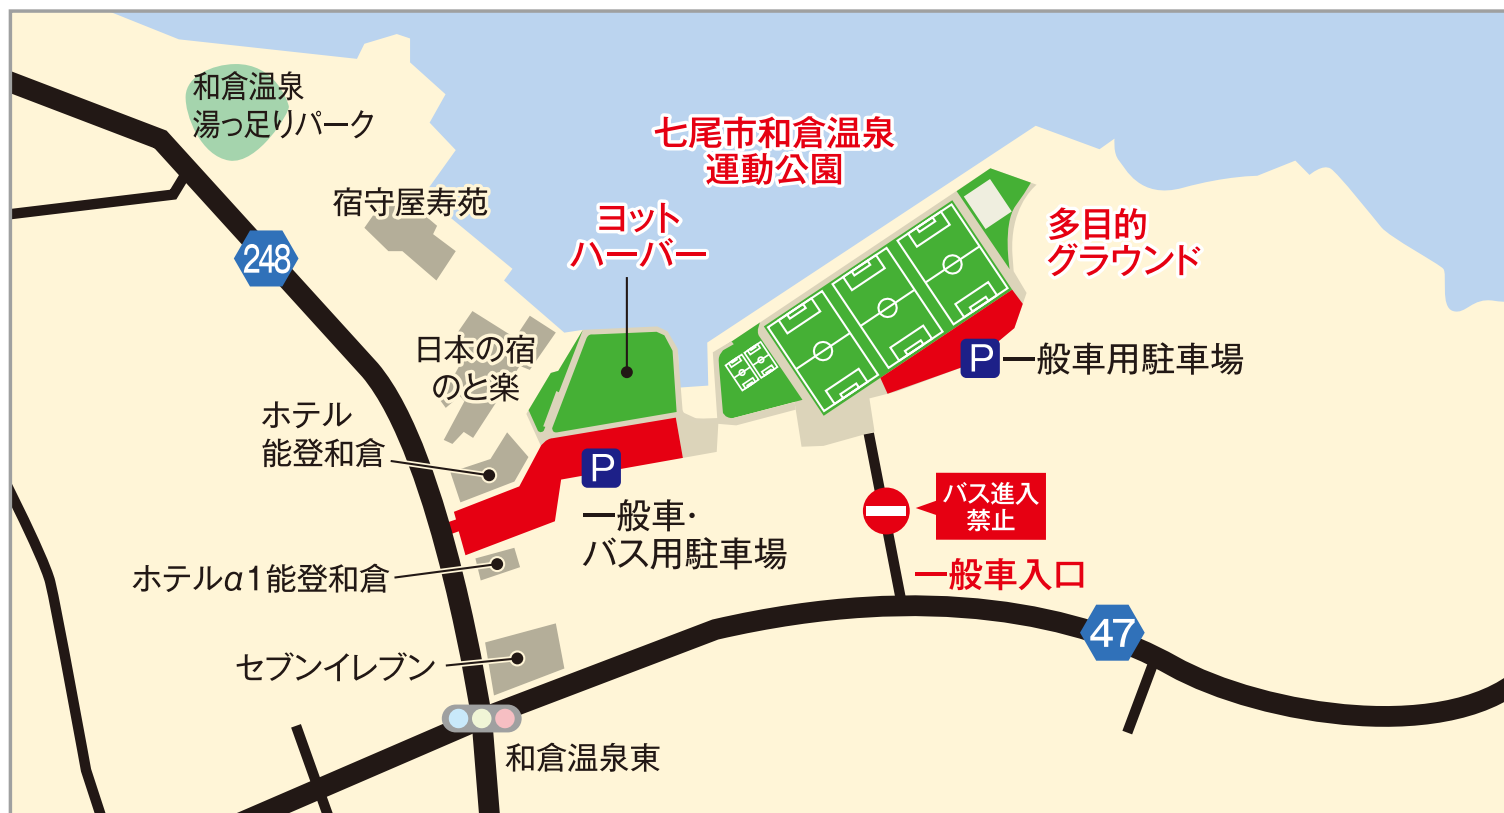 和倉温泉
湯っ足りパーク
七尾市和倉温泉
運動公園
宿守屋寿苑
ヨット
ハーバー
多目的
グラウンド
248
日本の宿
のと楽
P
一般車用駐車場
ホテル
能登和倉
P
一般車・
バス用駐車場
バス進入
禁止
ホテルα1能登和倉
一般車入口
47
セブンイレブン
和倉温泉東